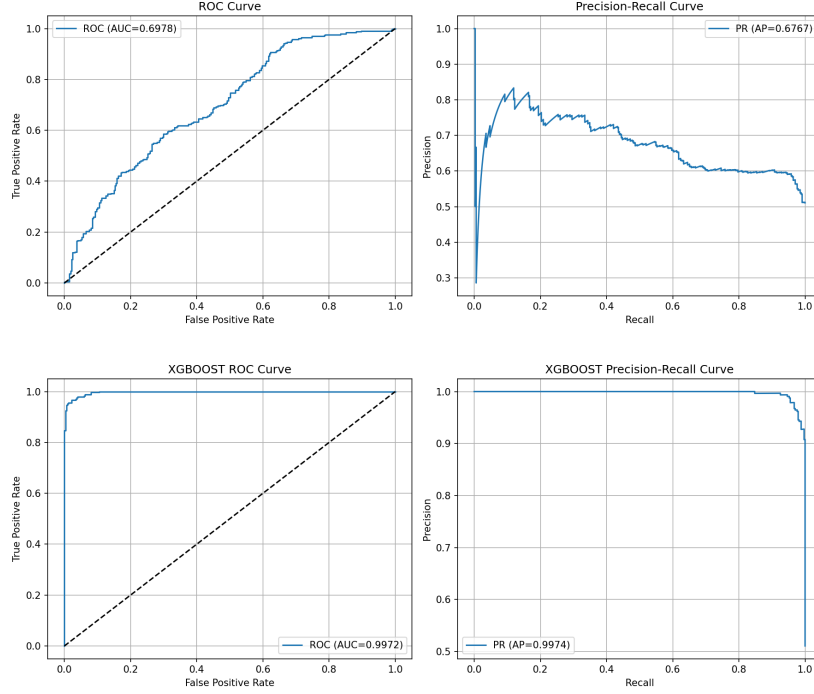 ROC Curve
ROC (AUC=0.6978)
True Positive Rate
1.0
0.8
0.6
0.4
0.2
0.0
0.0 0.2 0.4 0.6 0.8 1.0
False Positive Rate
Precision-Recall Curve
PR (AP=0.6767)
Precision
1.0
0.9
0.8
0.7
0.6
0.5
0.4
0.3
0.0 0.2 0.4 0.6 0.8 1.0
Recall
XGBOOST ROC Curve
True Positive Rate
1.0
0.8
0.6
0.4
0.2
0.0
ROC (AUC=0.9972)
0.0 0.2 0.4 0.6 0.8 1.0
False Positive Rate
XGBOOST Precision-Recall Curve
Precision
1.0
0.9
0.8
0.7
0.6
0.5
PR (AP=0.9974)
0.0 0.2 0.4 0.6 0.8 1.0
Recall